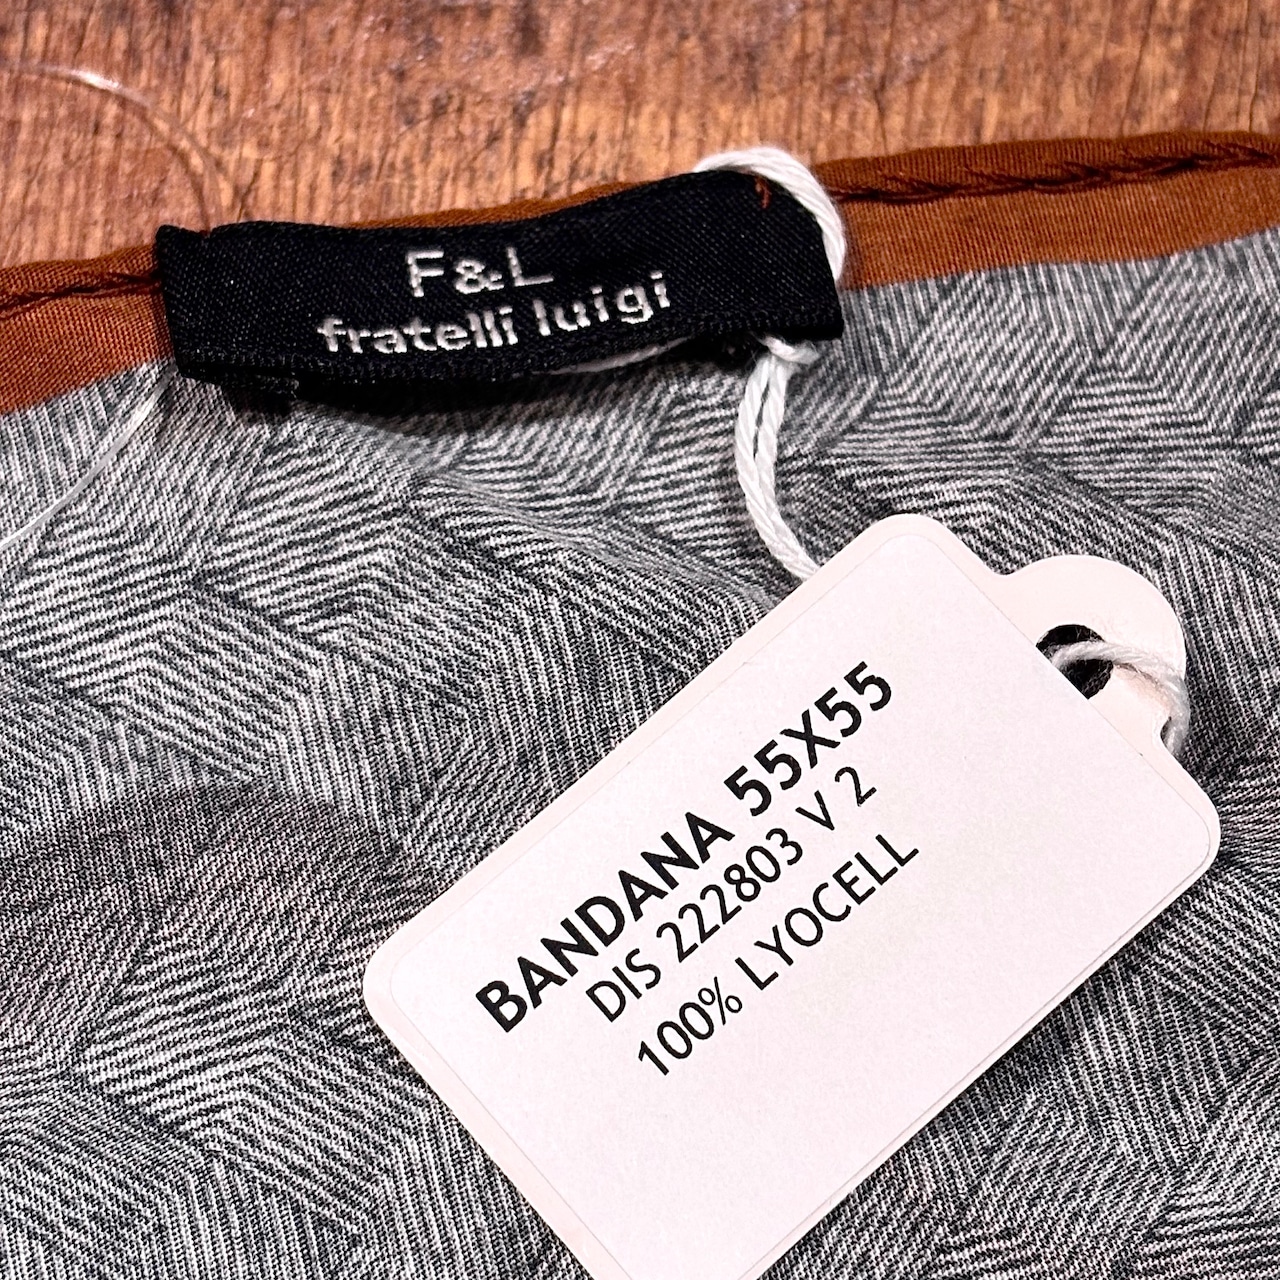 F&L
fratelli luigi
BANDANA 55X55
DIS 222803 V 2
100% LYOCELL